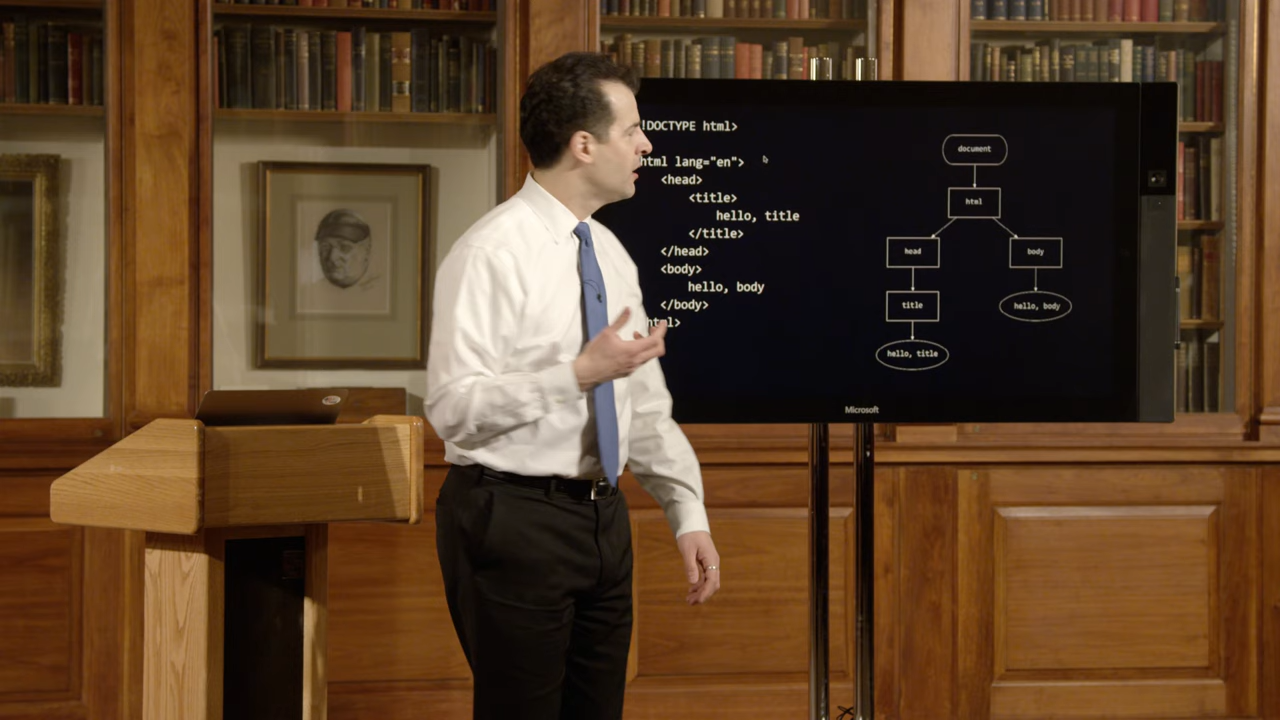 !DOCTYPE html>
html lang="en">
<head>
<title>
hello, title
</title>
</head>
<body>
hello, body
</body>
html>
document
html
head
body
title
hello, body
hello, title
Microsoft